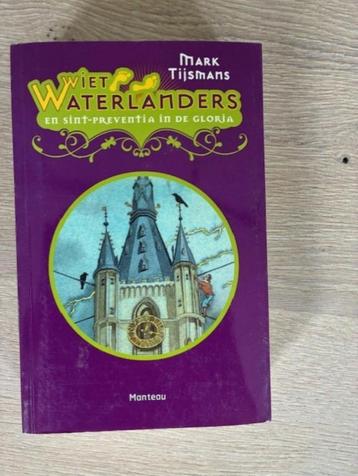 MARK
TIJSMANS
WIET
WATERLANDERS
EN SINT-PREVENTIA IN DE GLORIA
Manteau